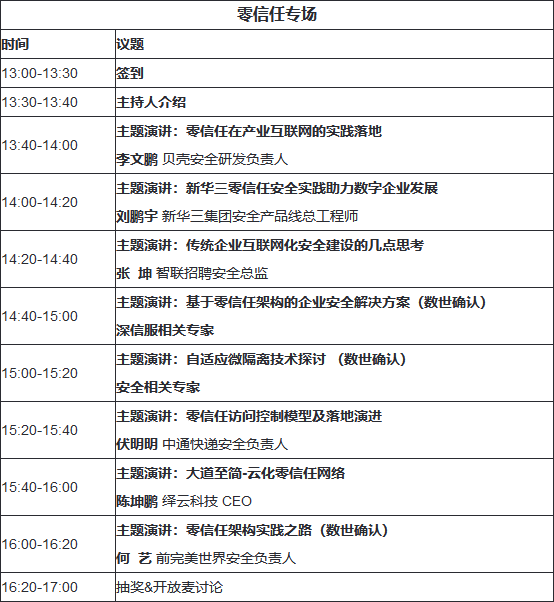 零信任专场
时间 议题
13:00-13:30 签到
13:30-13:40 主持人介绍
13:40-14:00 主题演讲：零信任在产业互联网的实践落地
李文鹏 贝壳安全研发负责人
14:00-14:20 主题演讲：新华三零信任安全实践助力数字企业发展
刘鹏宇 新华三集团安全产品线总工程师
14:20-14:40 主题演讲：传统企业互联网化安全建设的几点思考
张 坤 智联招聘安全总监
14:40-15:00 主题演讲：基于零信任架构的企业安全解决方案（数世确认）
深信服相关专家
15:00-15:20 主题演讲：自适应微隔离技术探讨 （数世确认）
安全相关专家
15:20-15:40 主题演讲：零信任访问控制模型及落地演进
伏明明 中通快递安全负责人
15:40-16:00 主题演讲：大道至简-云化零信任网络
陈坤鹏 绎云科技 CEO
16:00-16:20 主题演讲：零信任架构实践之路（数世确认）
何 艺 前完美世界安全负责人
16:20-17:00 抽奖&开放麦讨论